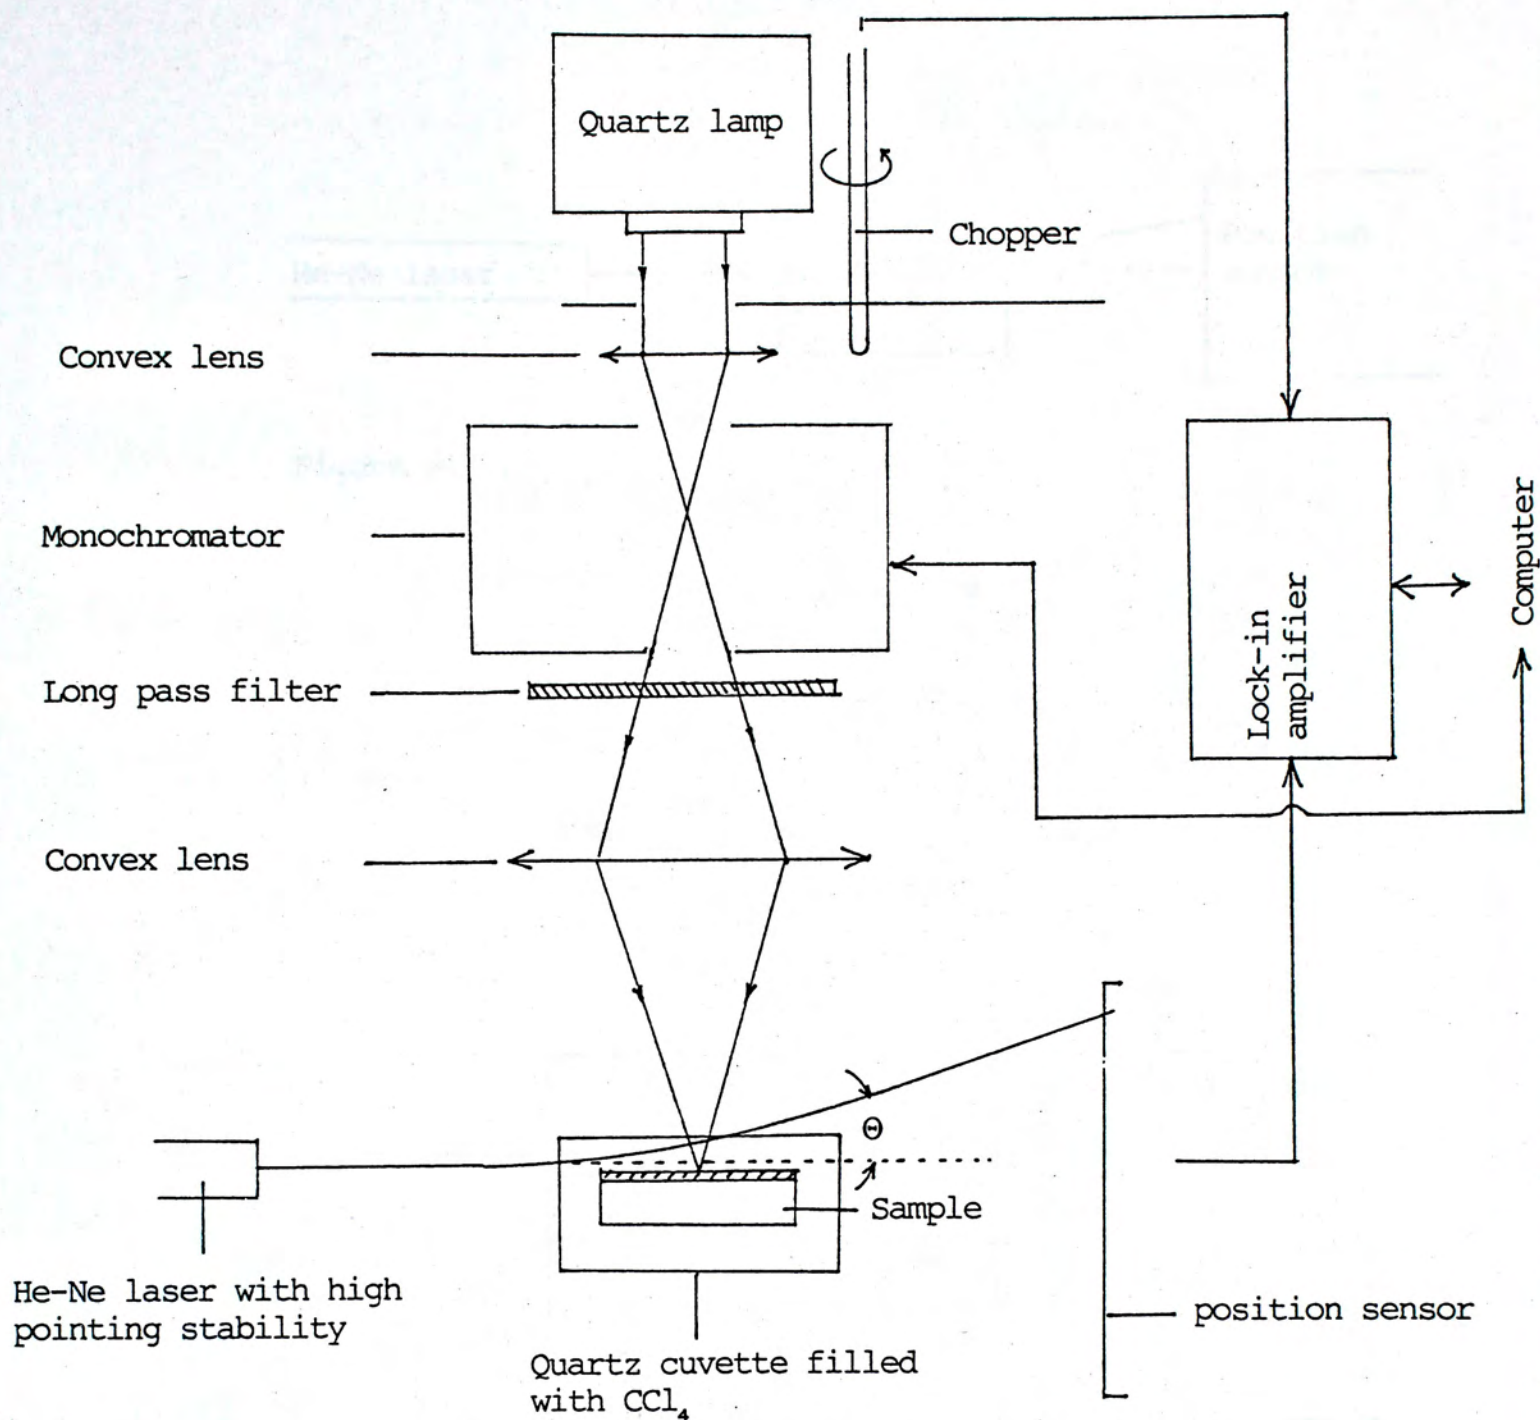 Quartz lamp
Chopper
Convex lens
Monochromator
Long pass filter
Convex lens
Lock-in
amplifier
Computer
Θ
Sample
He-Ne laser with high
pointing stability
position sensor
Quartz cuvette filled
with CCl₄